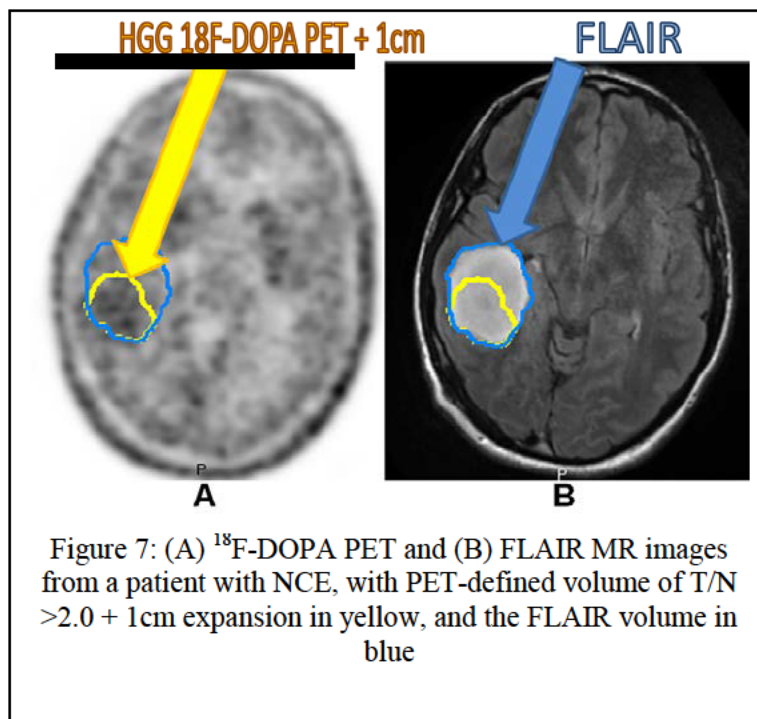 HGG 18F-DOPA PET + 1cm
FLAIR
P
P
A
B
Figure 7: (A) ¹⁸F-DOPA PET and (B) FLAIR MR images
from a patient with NCE, with PET-defined volume of T/N
>2.0 + 1cm expansion in yellow, and the FLAIR volume in
blue